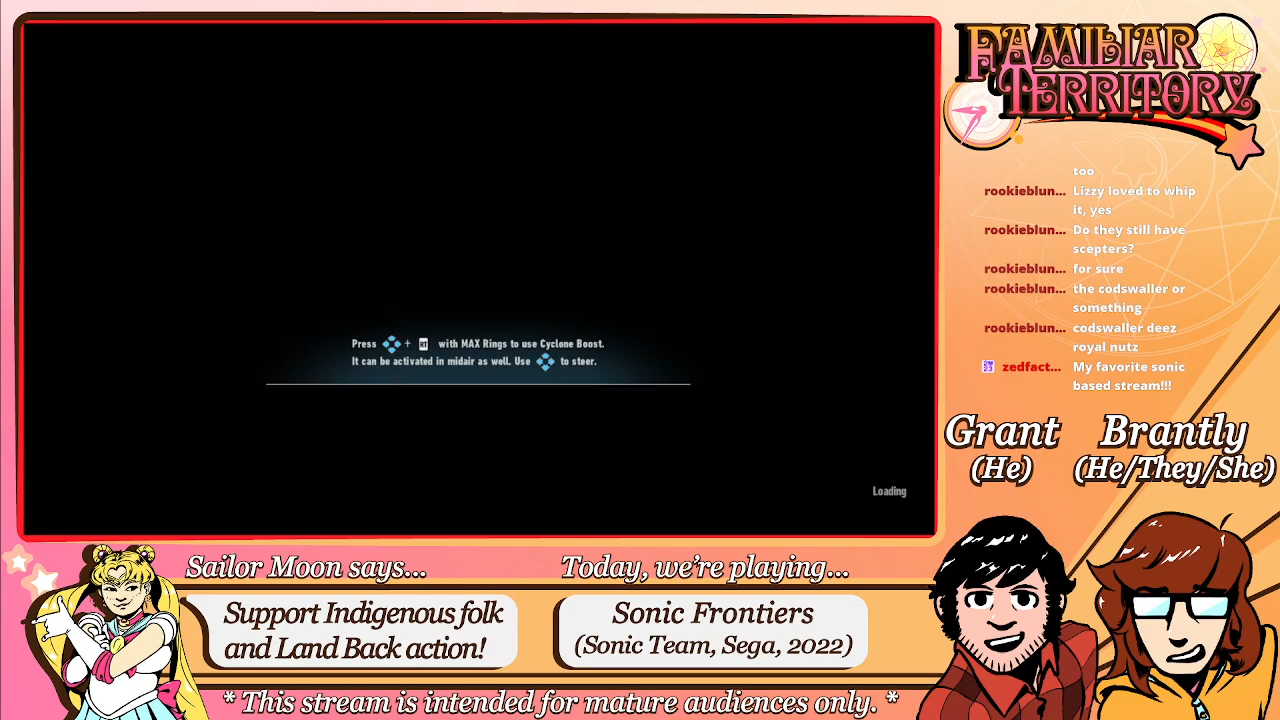 FAMILIAR
TERRITORY
too
rookieblun... Lizzy loved to whip
it, yes
rookieblun... Do they still have
scepters?
rookieblun... for sure
rookieblun... the codswaller or
something
rookieblun... codswaller deez
royal nutz
zedfact... My favorite sonic
based stream!!!
Press + RT with MAX Rings to use Cyclone Boost.
It can be activated in midair as well. Use to steer.
Loading
Grant Brantly
(He) (He/They/She)
Sailor Moon says... Today, we're playing...
Support Indigenous folk
and Land Back action!
Sonic Frontiers
(Sonic Team, Sega, 2022)
* This stream is intended for mature audiences only. *